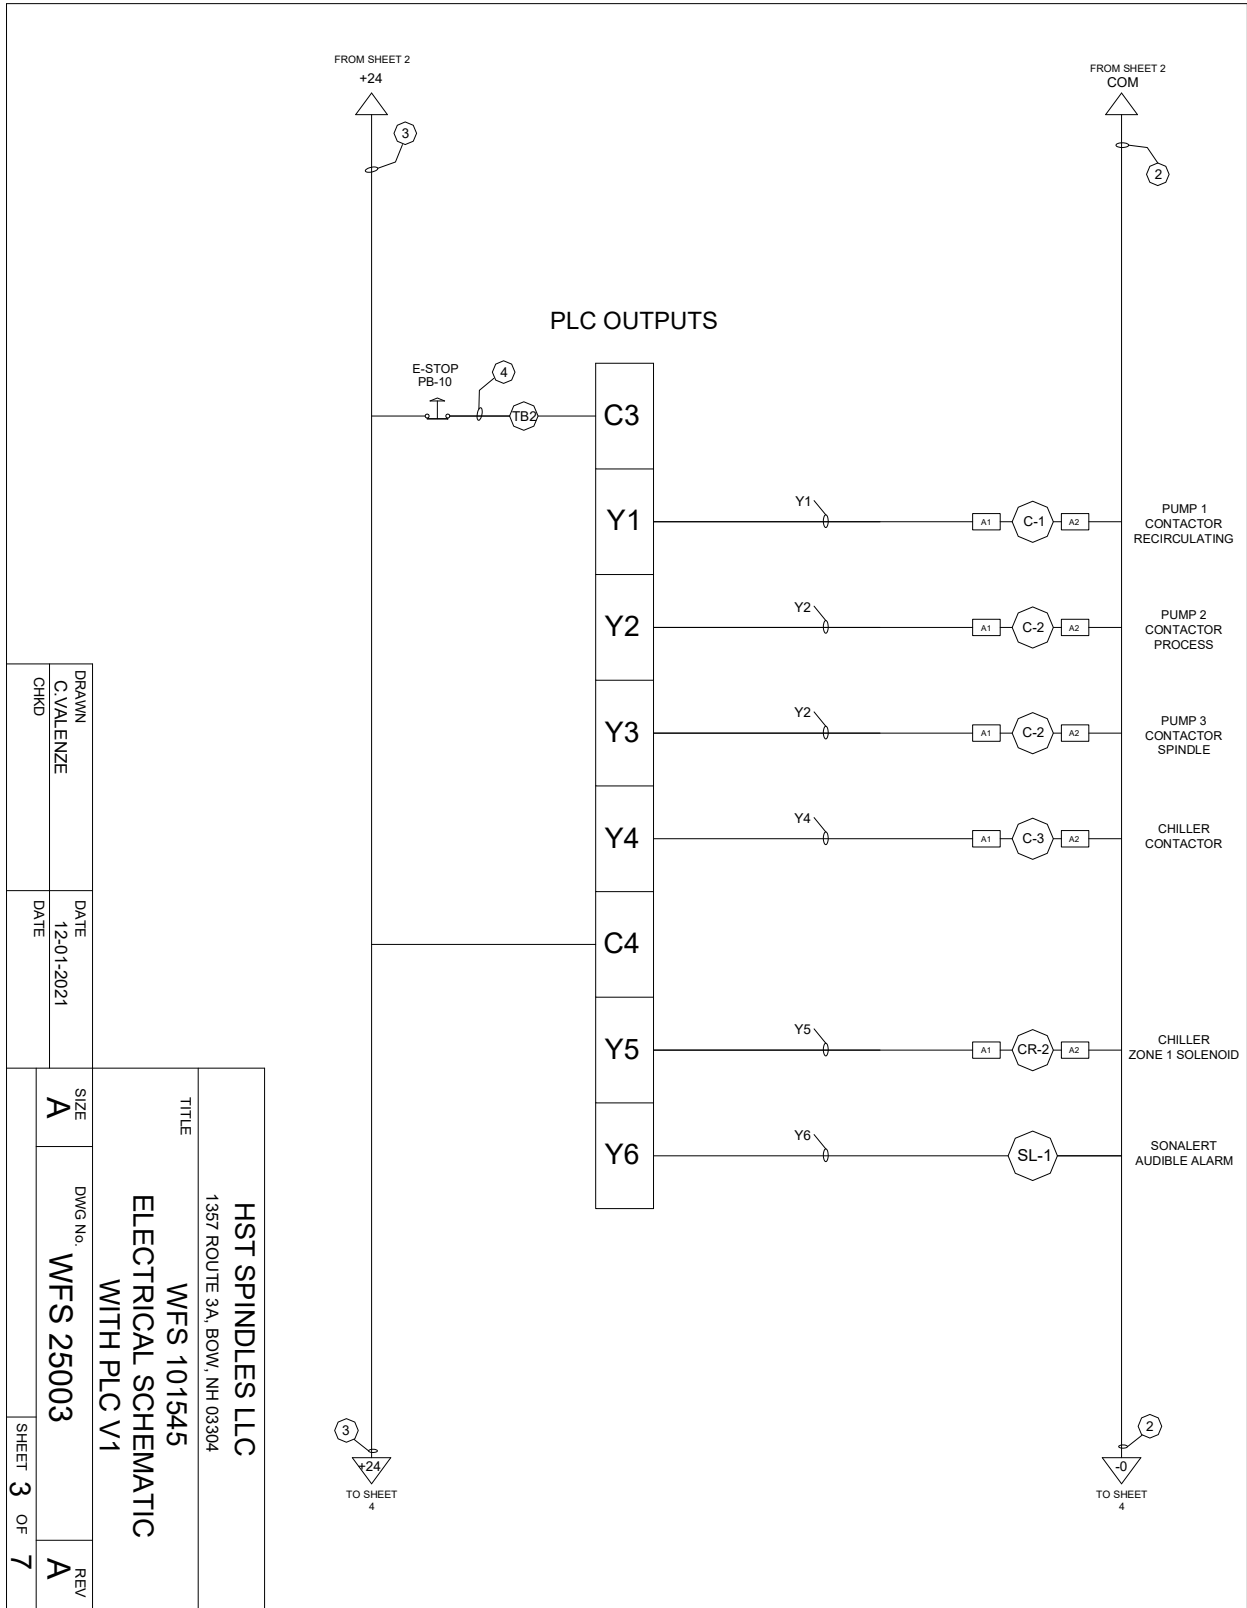 FROM SHEET 2
+24
3
FROM SHEET 2
COM
2
PLC OUTPUTS
E-STOP
PB-10
4
TB2
C3
Y1
Y1
A1
C-1
A2
PUMP 1
CONTACTOR
RECIRCULATING
Y2
Y2
A1
C-2
A2
PUMP 2
CONTACTOR
PROCESS
Y3
Y2
A1
C-2
A2
PUMP 3
CONTACTOR
SPINDLE
Y4
Y4
A1
C-3
A2
CHILLER
CONTACTOR
C4
Y5
Y5
A1
CR-2
A2
CHILLER
ZONE 1 SOLENOID
Y6
Y6
SL-1
SONALERT
AUDIBLE ALARM
3
+24
TO SHEET
4
2
-0
TO SHEET
4
HST SPINDLES LLC
1357 ROUTE 3A, BOW, NH 03304
TITLE
WFS 101545
ELECTRICAL SCHEMATIC
WITH PLC V1
DRAWN
C.VALENZE
DATE
12-01-2021
CHKD
DATE
SIZE
A
DWG No.
WFS 25003
REV
A
SHEET 3 OF 7